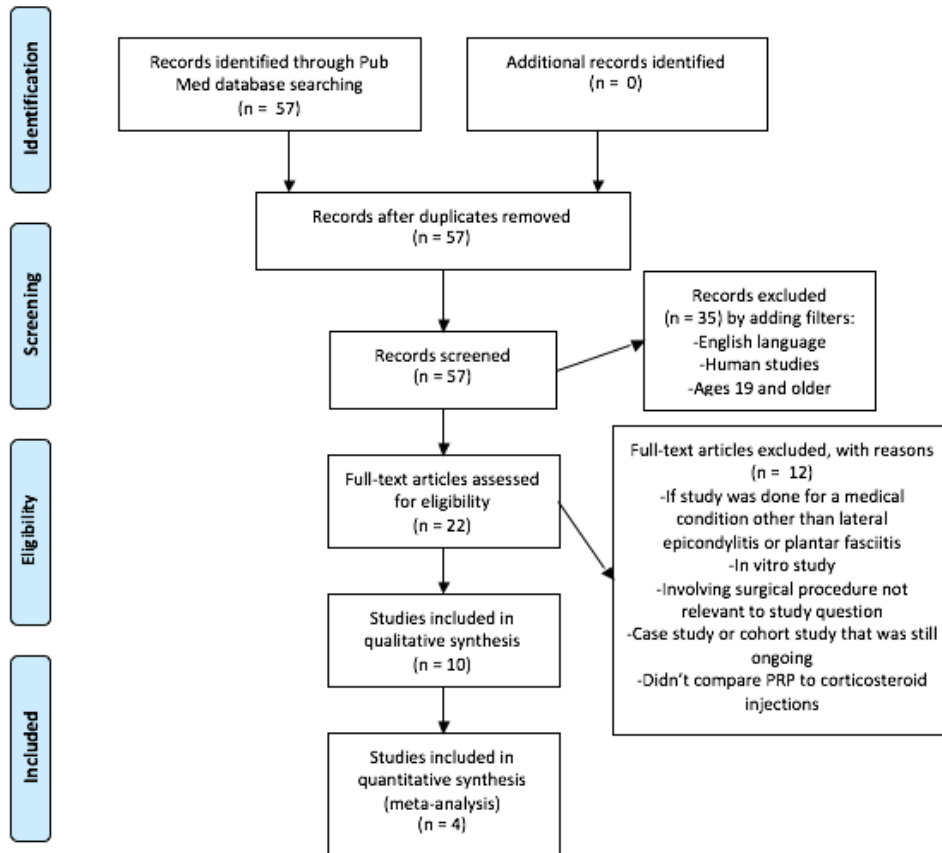 Identification
Records identified through Pub
Med database searching
(n = 57)
Additional records identified
(n = 0)
Records after duplicates removed
(n = 57)
Screening
Records screened
(n = 57)
Records excluded
(n = 35) by adding filters:
-English language
-Human studies
-Ages 19 and older
Eligibility
Full-text articles assessed
for eligibility
(n = 22)
Full-text articles excluded, with reasons
(n = 12)
-If study was done for a medical
condition other than lateral
epicondylitis or plantar fasciitis
-In vitro study
-Involving surgical procedure not
relevant to study question
-Case study or cohort study that was still
ongoing
-Didn't compare PRP to corticosteroid
injections
Studies included in
qualitative synthesis
(n = 10)
Included
Studies included in
quantitative synthesis
(meta-analysis)
(n = 4)